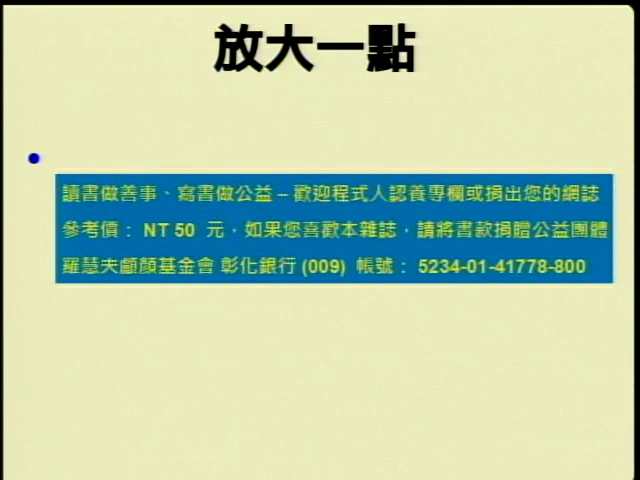 放大一點
讀書做善事、寫書做公益 – 歡迎程式人認養專欄或捐出您的網誌
參考價： NT 50 元，如果您喜歡本雜誌，請將書款捐贈公益團體
羅慧夫顱顏基金會 彰化銀行 (009) 帳號： 5234-01-41778-800